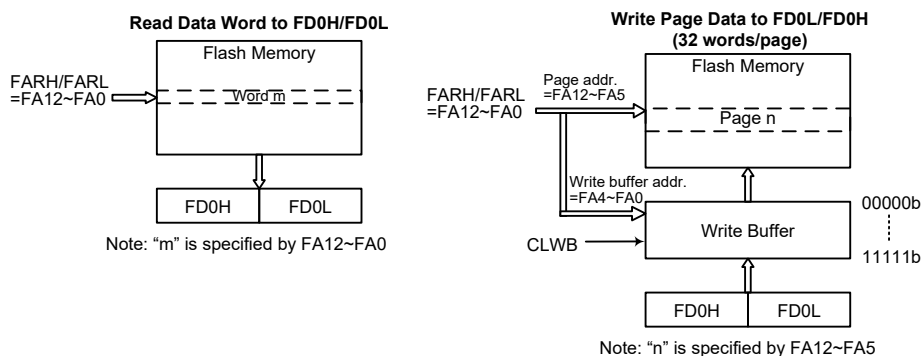 Read Data Word to FD0H/FD0L
Flash Memory
FARH/FARL
=FA12~FA0
Word m
FD0H
FD0L
Note: “m” is specified by FA12~FA0
Write Page Data to FD0L/FD0H
(32 words/page)
Flash Memory
Page addr.
=FA12~FA5
FARH/FARL
=FA12~FA0
Page n
Write buffer addr.
=FA4~FA0
00000b
Write Buffer
CLWB
11111b
FD0H
FD0L
Note: “n” is specified by FA12~FA5